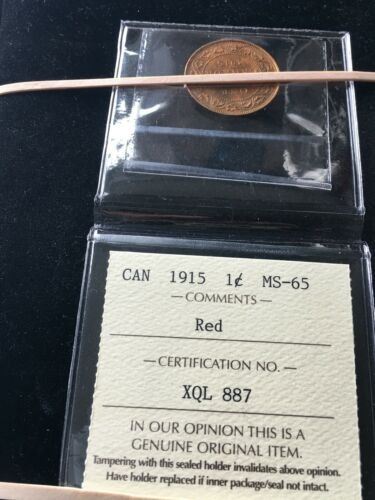 CAN 1915 1¢ MS-65
— COMMENTS —
Red
— CERTIFICATION NO. —
XQL 887
IN OUR OPINION THIS IS A
GENUINE ORIGINAL ITEM.
Tampering with this sealed holder invalidates above opinion.
Have holder replaced if inner package/seal not intact.